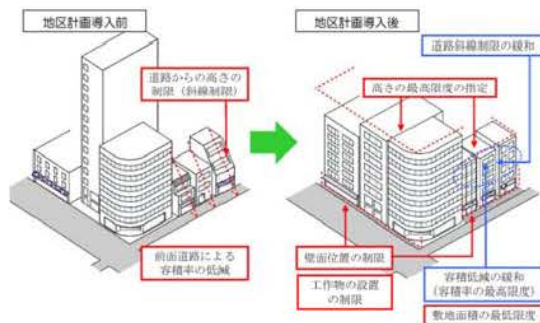 地区計画導入前
道路からの高さの
制限（斜線制限）
前面道路による
容積率の低減
地区計画導入後
道路斜線制限の緩和
高さの最高限度の指定
壁面位置の制限
工作物の設置
の制限
容積低減の緩和
（容積率の最高限度）
敷地面積の最低限度